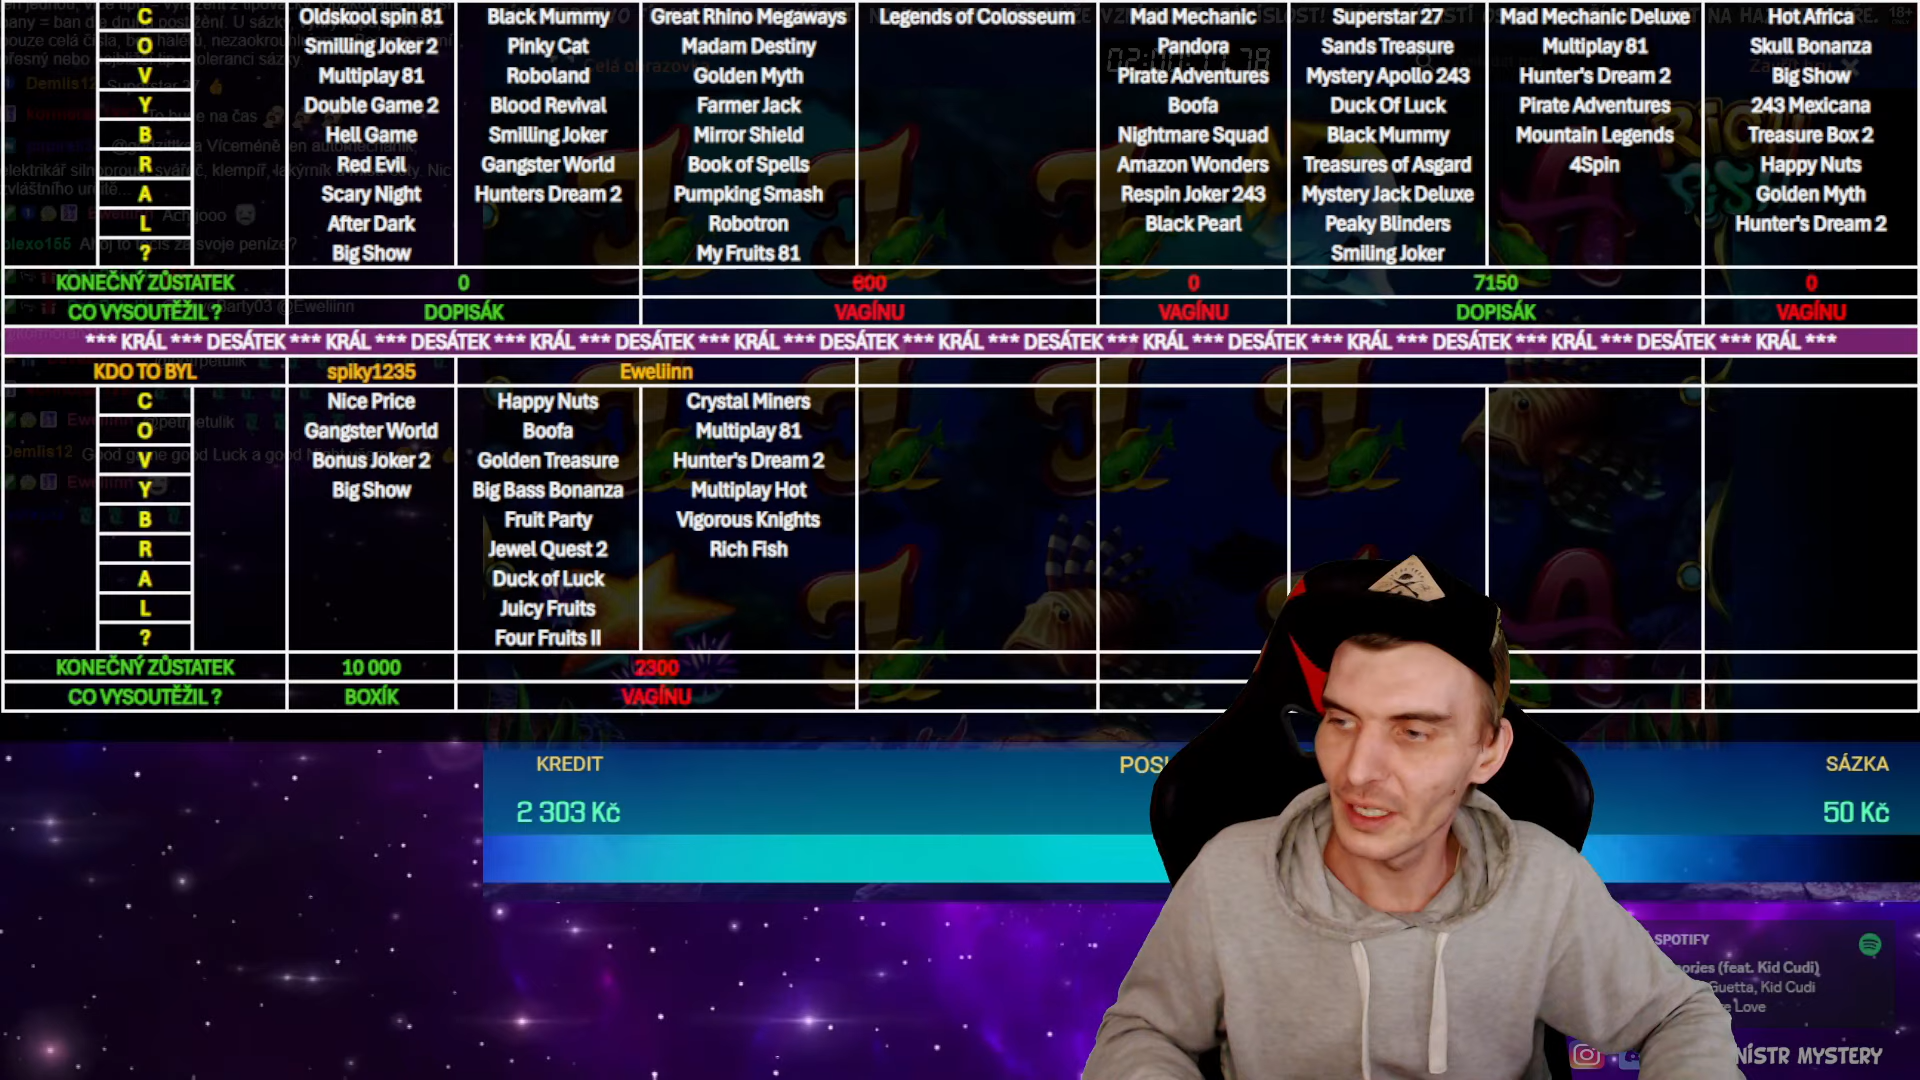 C Oldskool spin 81 Black Mummy Great Rhino Megaways Legends of Colosseum Mad Mechanic Superstar 27 Mad Mechanic Deluxe Hot Africa
O Smilling Joker 2 Pinky Cat Madam Destiny Pandora Sands Treasure Multiplay 81 Skull Bonanza
V Multiplay 81 Roboland Golden Myth Pirate Adventures Mystery Apollo 243 Hunter's Dream 2 Big Show
Y Double Game 2 Blood Revival Farmer Jack Boofa Duck Of Luck Pirate Adventures 243 Mexicana
B Hell Game Smilling Joker Mirror Shield Nightmare Squad Black Mummy Mountain Legends Treasure Box 2
R Red Evil Gangster World Book of Spells Amazon Wonders Treasures of Asgard 4Spin Happy Nuts
A Scary Night Hunters Dream 2 Pumpking Smash Respin Joker 243 Mystery Jack Deluxe Golden Myth
L After Dark Robotron Black Pearl Peaky Blinders Hunter's Dream 2
? Big Show My Fruits 81 Smiling Joker
KONEČNÝ ZŮSTATEK 0 600 0 7150 0
CO VYSOUTĚŽIL ? DOPISÁK VAGÍNU VAGÍNU DOPISÁK VAGÍNU
*** KRÁL *** DESÁTEK *** KRÁL *** DESÁTEK *** KRÁL *** DESÁTEK *** KRÁL *** DESÁTEK *** KRÁL *** DESÁTEK *** KRÁL *** DESÁTEK *** KRÁL *** DESÁTEK *** KRÁL *** DESÁTEK *** KRÁL ***
KDO TO BYL spiky1235 Eweliinn
C Nice Price Happy Nuts Crystal Miners
O Gangster World Boofa Multiplay 81
V Bonus Joker 2 Golden Treasure Hunter's Dream 2
Y Big Show Big Bass Bonanza Multiplay Hot
B Fruit Party Vigorous Knights
R Jewel Quest 2 Rich Fish
A Duck of Luck
L Juicy Fruits
? Four Fruits II
KONEČNÝ ZŮSTATEK 10 000 2300
CO VYSOUTĚŽIL ? BOXÍK VAGÍNU
KREDIT SÁZKA
2 303 Kč 50 Kč
SPOTIFY
(feat. Kid Cudi)
Guetta, Kid Cudi
Love
MYSTERY